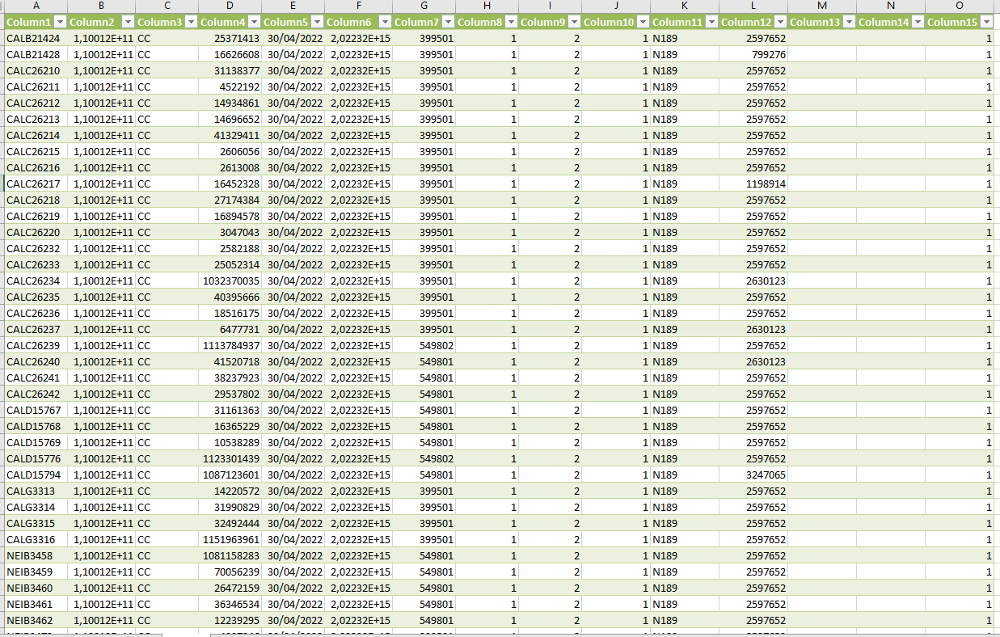 A B C D E F G H I J K L M N O
Column1 Column2 Column3 Column4 Column5 Column6 Column7 Column8 Column9 Column10 Column11 Column12 Column13 Column14 Column15
CALB21424 1,10012E+11 CC 25371413 30/04/2022 2,02232E+15 399501 1 2 1 N189 2597652 1
CALB21428 1,10012E+11 CC 16626608 30/04/2022 2,02232E+15 399501 1 2 1 N189 799276 1
CALC26210 1,10012E+11 CC 31138377 30/04/2022 2,02232E+15 399501 1 2 1 N189 2597652 1
CALC26211 1,10012E+11 CC 4522192 30/04/2022 2,02232E+15 399501 1 2 1 N189 2597652 1
CALC26212 1,10012E+11 CC 14934861 30/04/2022 2,02232E+15 399501 1 2 1 N189 2597652 1
CALC26213 1,10012E+11 CC 14696652 30/04/2022 2,02232E+15 399501 1 2 1 N189 2597652 1
CALC26214 1,10012E+11 CC 41329411 30/04/2022 2,02232E+15 399501 1 2 1 N189 2597652 1
CALC26215 1,10012E+11 CC 2606056 30/04/2022 2,02232E+15 399501 1 2 1 N189 2597652 1
CALC26216 1,10012E+11 CC 2613008 30/04/2022 2,02232E+15 399501 1 2 1 N189 2597652 1
CALC26217 1,10012E+11 CC 16452328 30/04/2022 2,02232E+15 399501 1 2 1 N189 1198914 1
CALC26218 1,10012E+11 CC 27174384 30/04/2022 2,02232E+15 399501 1 2 1 N189 2597652 1
CALC26219 1,10012E+11 CC 16894578 30/04/2022 2,02232E+15 399501 1 2 1 N189 2597652 1
CALC26220 1,10012E+11 CC 3047043 30/04/2022 2,02232E+15 399501 1 2 1 N189 2597652 1
CALC26232 1,10012E+11 CC 2582188 30/04/2022 2,02232E+15 399501 1 2 1 N189 2597652 1
CALC26233 1,10012E+11 CC 25052314 30/04/2022 2,02232E+15 399501 1 2 1 N189 2597652 1
CALC26234 1,10012E+11 CC 1032370035 30/04/2022 2,02232E+15 399501 1 2 1 N189 2630123 1
CALC26235 1,10012E+11 CC 40395666 30/04/2022 2,02232E+15 399501 1 2 1 N189 2597652 1
CALC26236 1,10012E+11 CC 18516175 30/04/2022 2,02232E+15 399501 1 2 1 N189 2597652 1
CALC26237 1,10012E+11 CC 6477731 30/04/2022 2,02232E+15 399501 1 2 1 N189 2630123 1
CALC26239 1,10012E+11 CC 1113784937 30/04/2022 2,02232E+15 549802 1 2 1 N189 2597652 1
CALC26240 1,10012E+11 CC 41520718 30/04/2022 2,02232E+15 549801 1 2 1 N189 2630123 1
CALC26241 1,10012E+11 CC 38237923 30/04/2022 2,02232E+15 549801 1 2 1 N189 2597652 1
CALC26242 1,10012E+11 CC 29537802 30/04/2022 2,02232E+15 549801 1 2 1 N189 2597652 1
CALD15767 1,10012E+11 CC 31161363 30/04/2022 2,02232E+15 549801 1 2 1 N189 2597652 1
CALD15768 1,10012E+11 CC 16365229 30/04/2022 2,02232E+15 549801 1 2 1 N189 2597652 1
CALD15769 1,10012E+11 CC 10538289 30/04/2022 2,02232E+15 549801 1 2 1 N189 2597652 1
CALD15776 1,10012E+11 CC 1123301439 30/04/2022 2,02232E+15 549802 1 2 1 N189 2597652 1
CALD15794 1,10012E+11 CC 1087123601 30/04/2022 2,02232E+15 549801 1 2 1 N189 3247065 1
CALG3313 1,10012E+11 CC 14220572 30/04/2022 2,02232E+15 399501 1 2 1 N189 2597652 1
CALG3314 1,10012E+11 CC 31990829 30/04/2022 2,02232E+15 399501 1 2 1 N189 2597652 1
CALG3315 1,10012E+11 CC 32492444 30/04/2022 2,02232E+15 399501 1 2 1 N189 2597652 1
CALG3316 1,10012E+11 CC 1151963961 30/04/2022 2,02232E+15 399501 1 2 1 N189 2597652 1
NEIB3458 1,10012E+11 CC 1081158283 30/04/2022 2,02232E+15 549801 1 2 1 N189 2597652 1
NEIB3459 1,10012E+11 CC 70056239 30/04/2022 2,02232E+15 549801 1 2 1 N189 2597652 1
NEIB3460 1,10012E+11 CC 26472159 30/04/2022 2,02232E+15 549801 1 2 1 N189 2597652 1
NEIB3461 1,10012E+11 CC 36346534 30/04/2022 2,02232E+15 549801 1 2 1 N189 2597652 1
NEIB3462 1,10012E+11 CC 12239295 30/04/2022 2,02232E+15 549801 1 2 1 N189 2597652 1